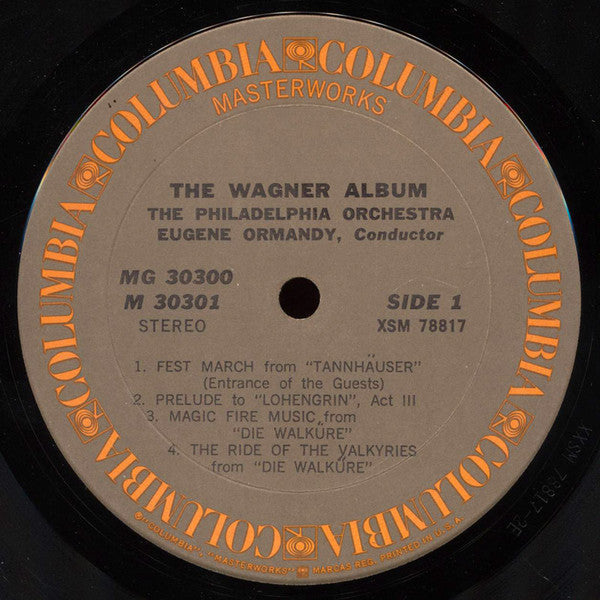 COLUMBIA COLUMBIA COLUMBIA COLUMBIA COLUMBIA COLUMBIA
MASTERWORKS
THE WAGNER ALBUM
THE PHILADELPHIA ORCHESTRA
EUGENE ORMANDY, Conductor
MG 30300
M 30301
SIDE 1
STEREO
XSM 78817
1. FEST MARCH from "TANNHÄUSER"
(Entrance of the Guests)
2. PRELUDE to "LOHENGRIN", Act III
3. MAGIC FIRE MUSIC from
"DIE WALKÜRE"
4. THE RIDE OF THE VALKYRIES
from "DIE WALKÜRE"
"COLUMBIA", "MASTERWORKS" MARCAS REG. PRINTED IN U.S.A.